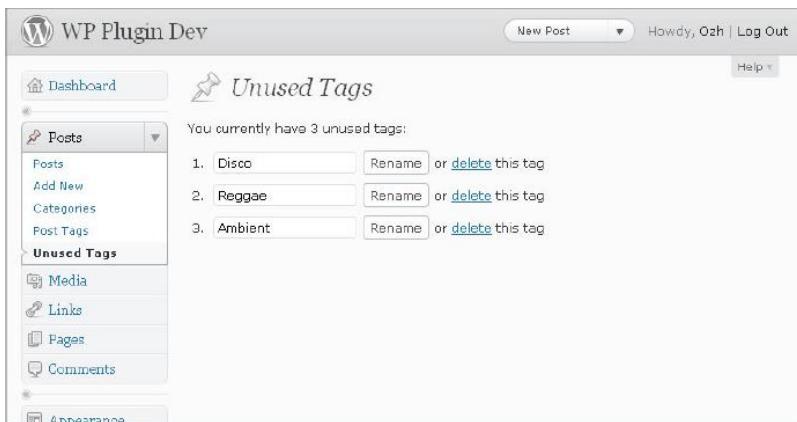 WP Plugin Dev
New Post
Howdy, Ozh | Log Out
Help
Dashboard
Unused Tags
Posts
You currently have 3 unused tags:
Posts
Add New
Categories
Post Tags
Unused Tags
1. Disco Rename or delete this tag
2. Reggae Rename or delete this tag
3. Ambient Rename or delete this tag
Media
Links
Pages
Comments
Appearance